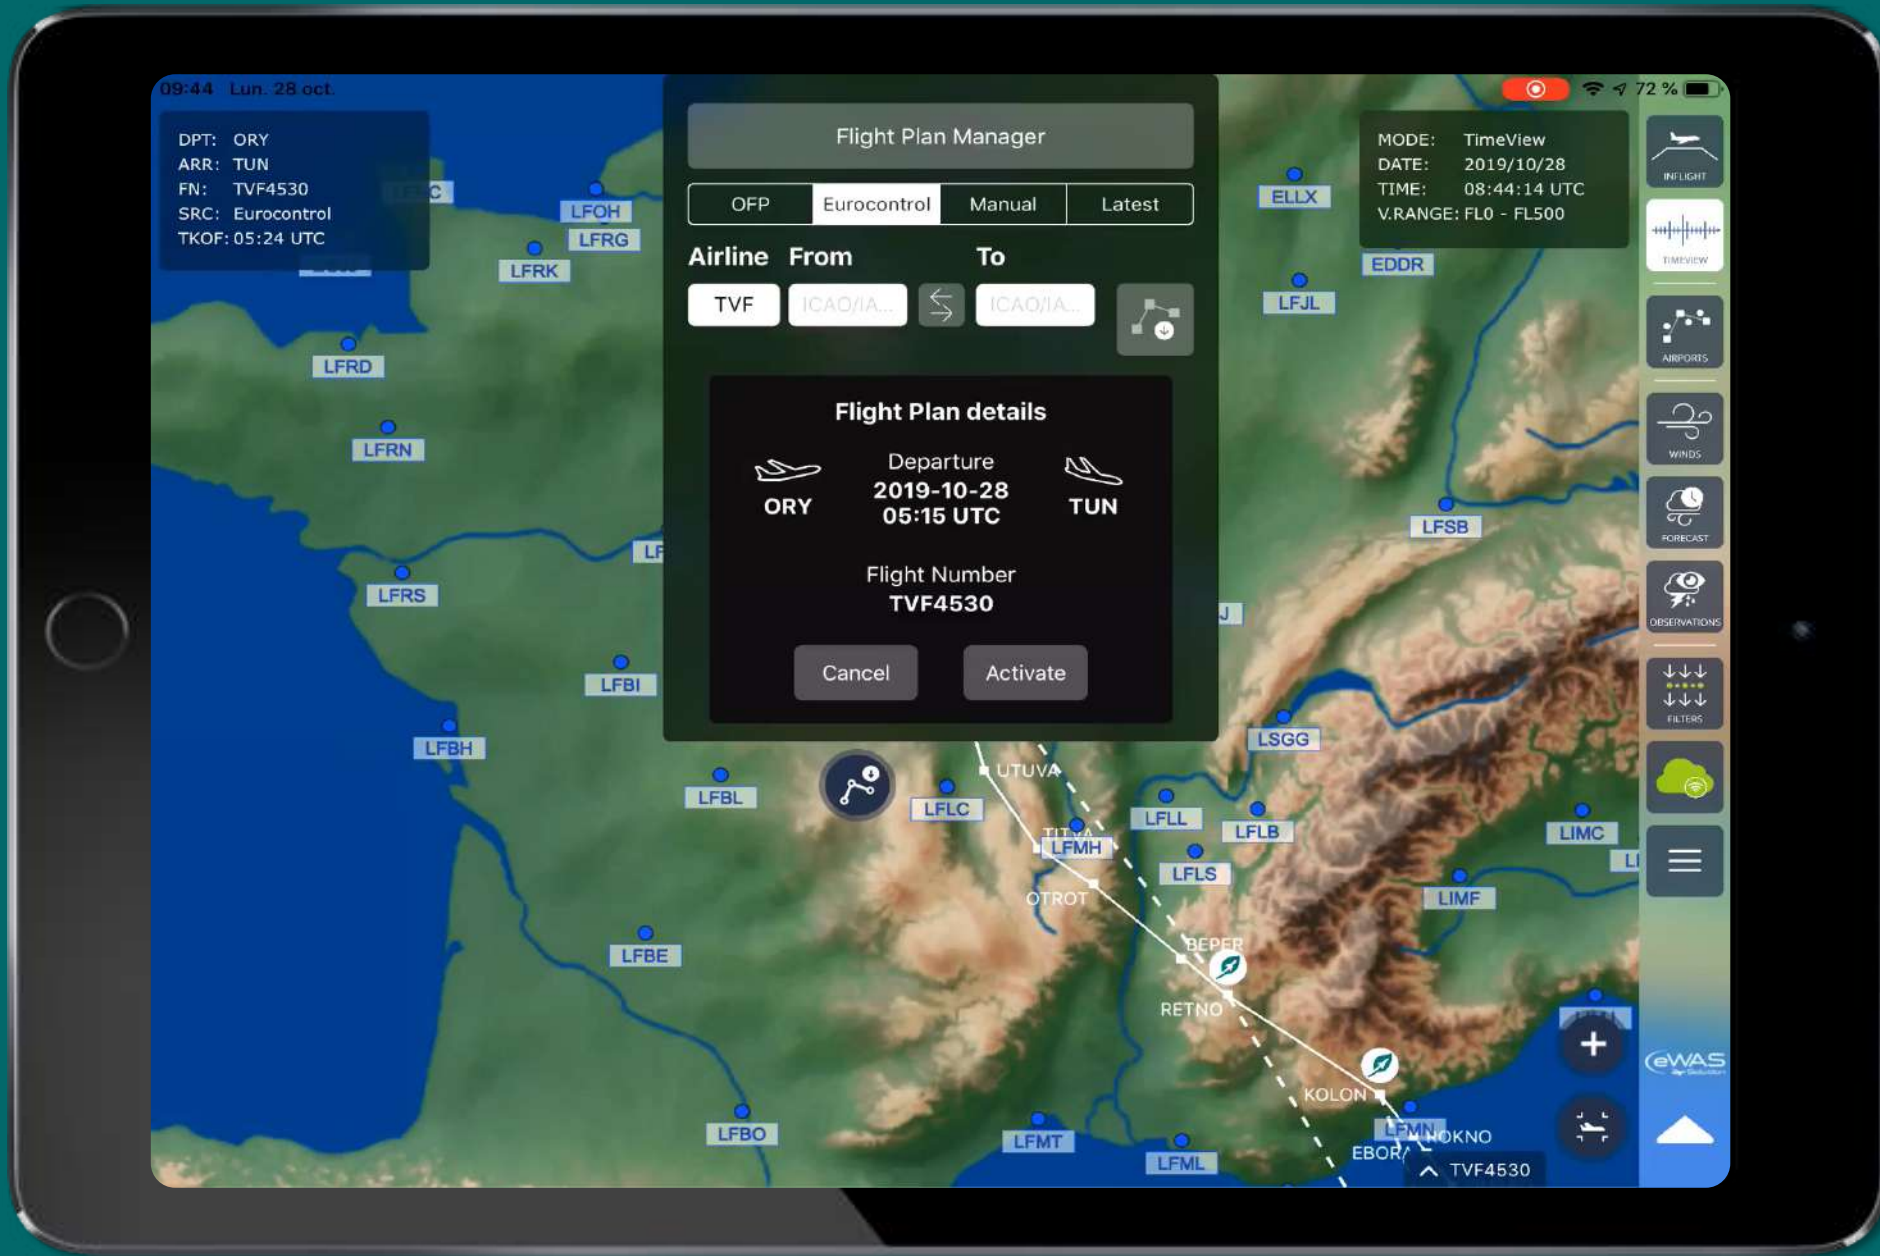 09:44 Lun. 28 oct.
72 %
DPT: ORY
ARR: TUN
FN: TVF4530
SRC: Eurocontrol
TKOF: 05:24 UTC
Flight Plan Manager
OFP Eurocontrol Manual Latest
Airline From To
TVF ICAO/IA... ICAO/IA...
Flight Plan details
Departure
2019-10-28
05:15 UTC
ORY TUN
Flight Number
TVF4530
Cancel Activate
MODE: TimeView
DATE: 2019/10/28
TIME: 08:44:14 UTC
V.RANGE: FL0 - FL500
INFLIGHT
TIMEVIEW
AIRPORTS
WINDS
FORECAST
OBSERVATIONS
FILTERS
eWAS
LFOH
LFRG
LFRK
ELLX
EDDR
LFJL
LFRD
LFRN
LFSB
LFRS
LFBI
LFBH
LSGG
UTUVA
LFBL
LFLC
LFLL
LFLB
LIMC
TITVA
LFMH
LFLS
OTROT
LIMF
BEPER
LFBE
RETNO
KOLON
LFBO
LFMT
LFMN
ROKNO
EBORA
LFML
TVF4530